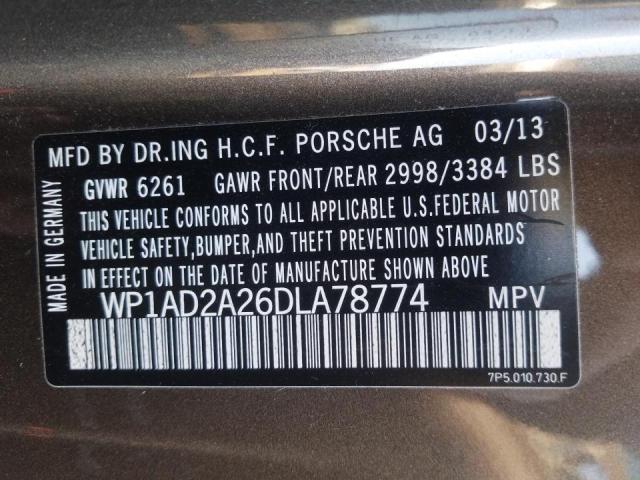 MFD BY DR.ING H.C.F. PORSCHE AG 03/13
GVWR 6261 GAWR FRONT/REAR 2998/3384 LBS
THIS VEHICLE CONFORMS TO ALL APPLICABLE U.S.FEDERAL MOTOR
VEHICLE SAFETY,BUMPER,AND THEFT PREVENTION STANDARDS
IN EFFECT ON THE DATE OF MANUFACTURE SHOWN ABOVE
WP1AD2A26DLA78774 MPV
7P5.010.730.F
MADE IN GERMANY